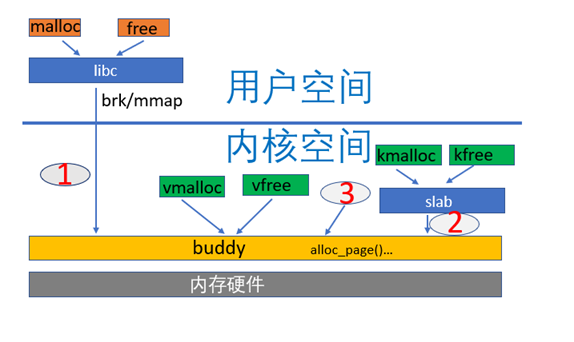 malloc
free
libc
用户空间
brk/mmap
内核空间
kmalloc
kfree
1
vmalloc
vfree
3
slab
2
buddy
alloc_page()...
内存硬件